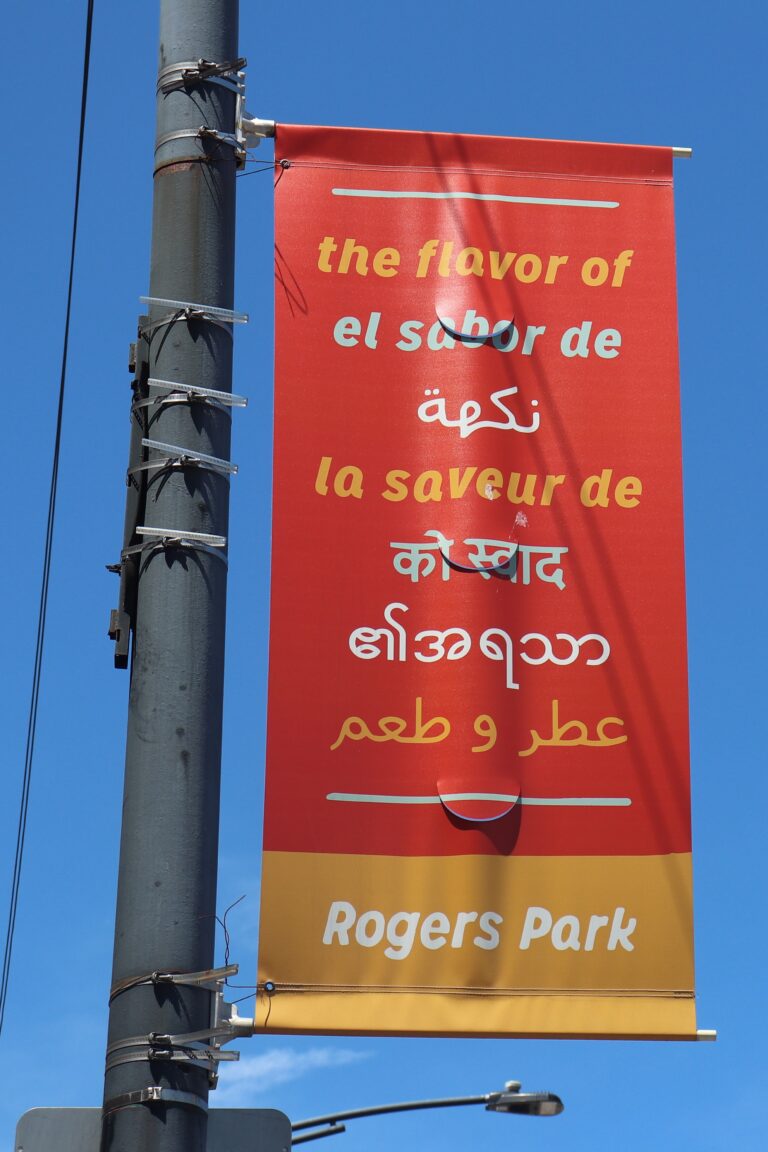 the flavor of
el sabor de
نكهة
la saveur de
को स्वाद
၏အရသာ
عطر و طعم
Rogers Park